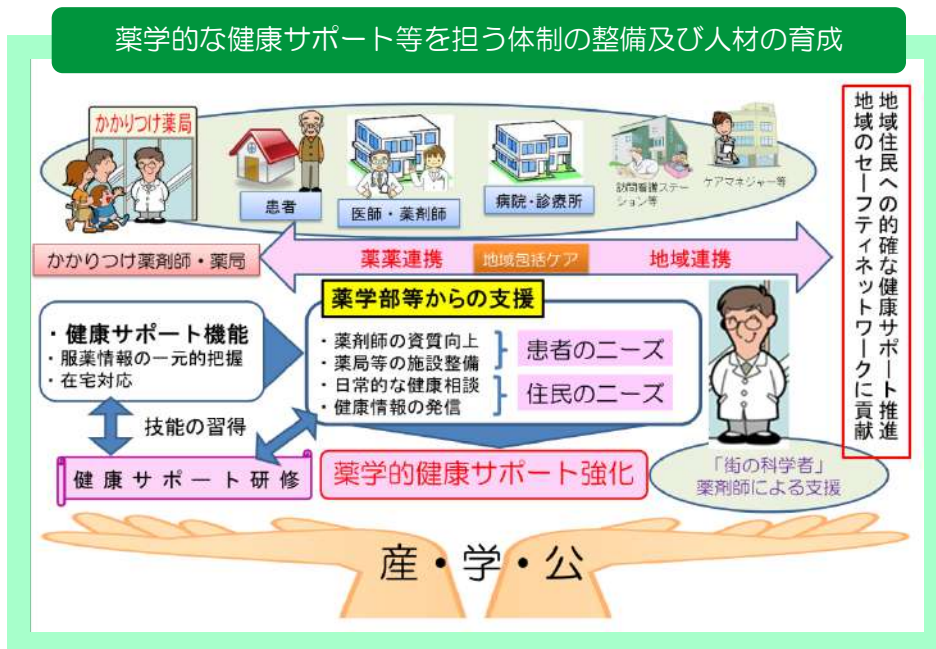 薬学的な健康サポート等を担う体制の整備及び人材の育成
かかりつけ薬局
患者
医師・薬剤師
病院・診療所
訪問看護ステー
ション等
ケアマネジャー等
地域住民への的確な健康サポート推進
地域のセーフティネットワークに貢献
かかりつけ薬剤師・薬局
薬薬連携
地域包括ケア
地域連携
薬学部等からの支援
・健康サポート機能
・服薬情報の一元的把握
・在宅対応
・薬剤師の資質向上
・薬局等の施設整備
・日常的な健康相談
・健康情報の発信
患者のニーズ
住民のニーズ
技能の習得
健康サポート研修
薬学的健康サポート強化
「街の科学者」
薬剤師による支援
産・学・公